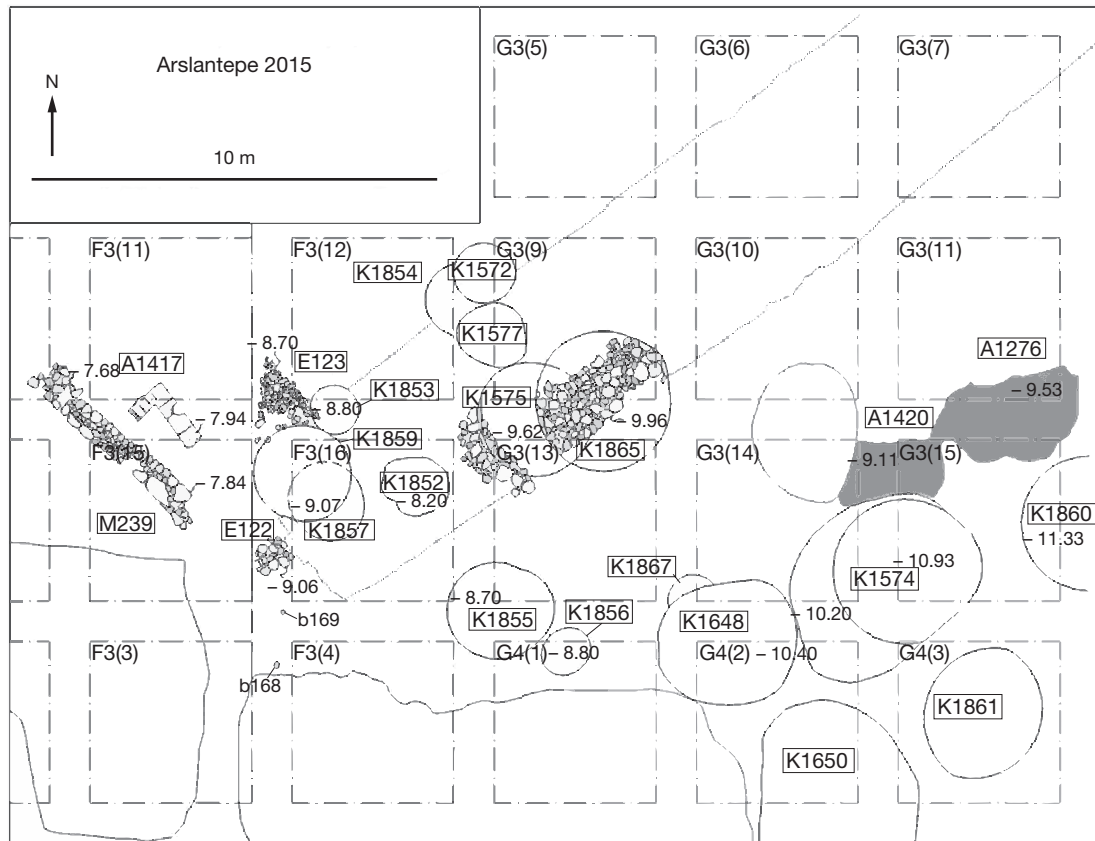 G3(5)
G3(6)
G3(7)
Arslantepe 2015
N
10 m
F3(11)
F3(12)
G3(9)
G3(10)
G3(11)
K1854
K1572
K1577
– 8.70
E123
A1417
– 7.68
A1276
– 9.53
K1853
K1575
– 8.80
– 7.94
A1420
– 9.62
– 9.96
K1859
K1865
F3(15)
F3(16)
G3(13)
G3(14)
G3(15)
– 9.11
– 7.84
K1852
– 8.20
– 9.07
M239
E122
K1857
K1860
– 11.33
– 10.93
K1574
K1867
– 9.06
– 8.70
b169
K1855
K1856
K1648
– 10.20
F3(3)
F3(4)
G4(1)
– 8.80
G4(2)
– 10.40
G4(3)
b168
K1861
K1650